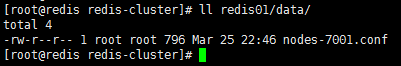 [root@redis redis-cluster]# ll redis01/data/
total 4
-rw-r--r-- 1 root root 796 Mar 25 22:46 nodes-7001.conf
[root@redis redis-cluster]#